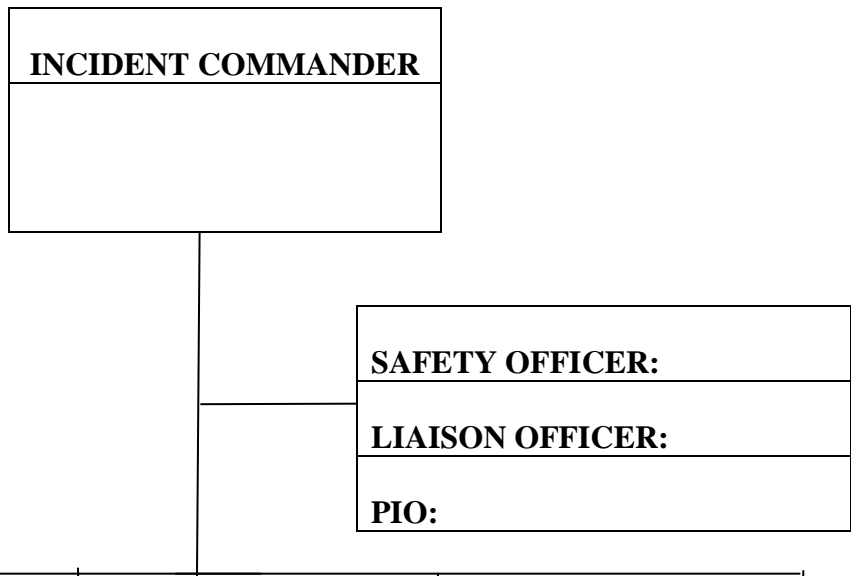 INCIDENT COMMANDER
SAFETY OFFICER:
LIAISON OFFICER:
PIO: